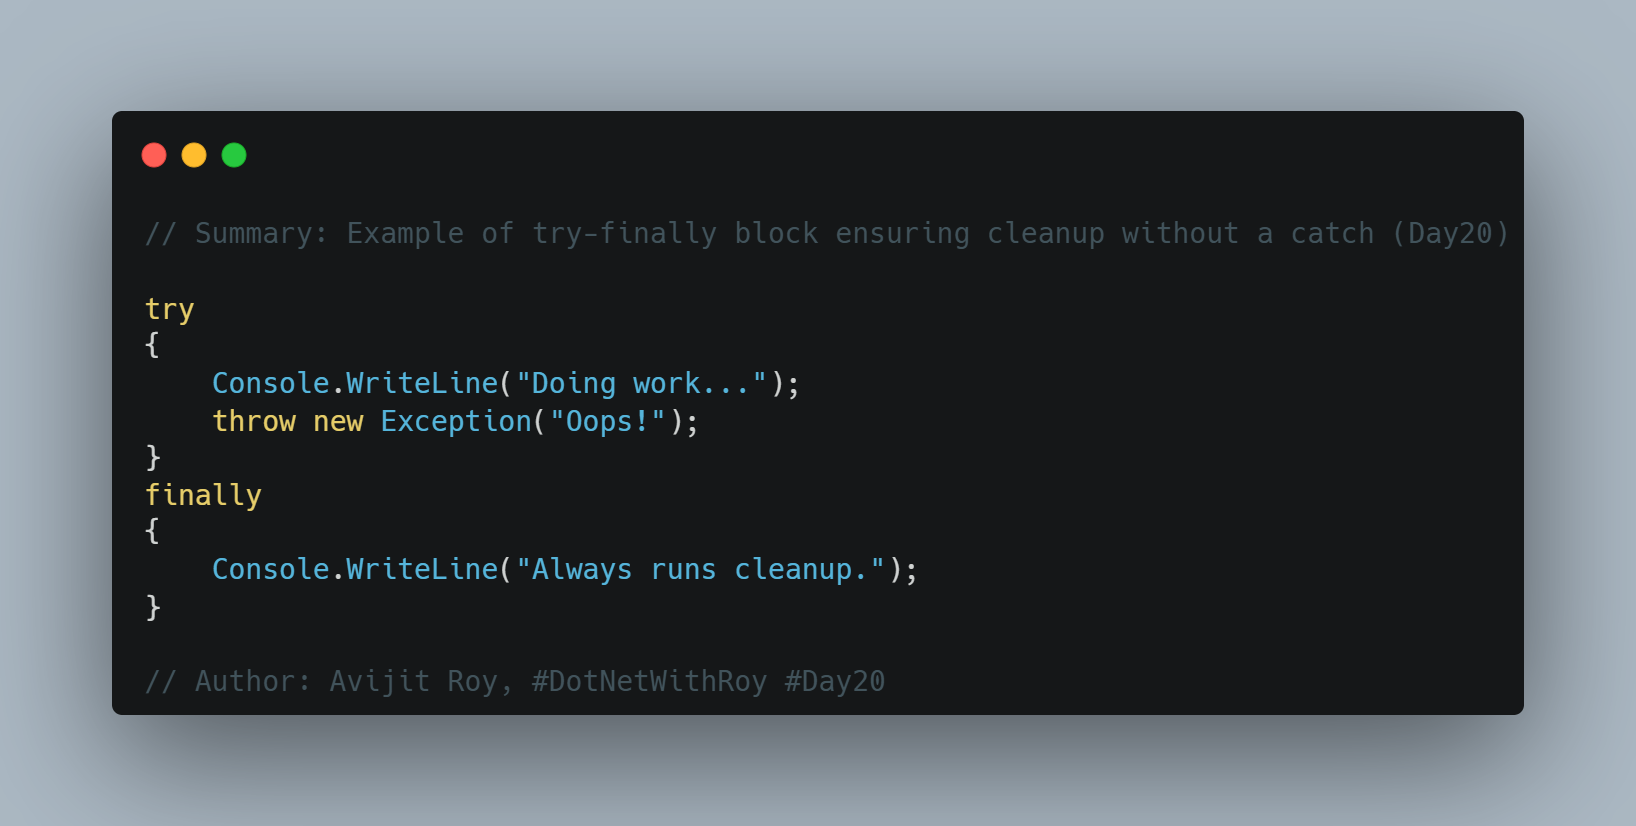 // Summary: Example of try-finally block ensuring cleanup without a catch (Day20)
try
{
    Console.WriteLine("Doing work...");
    throw new Exception("Oops!");
}
finally
{
    Console.WriteLine("Always runs cleanup.");
}
// Author: Avijit Roy, #DotNetWithRoy #Day20